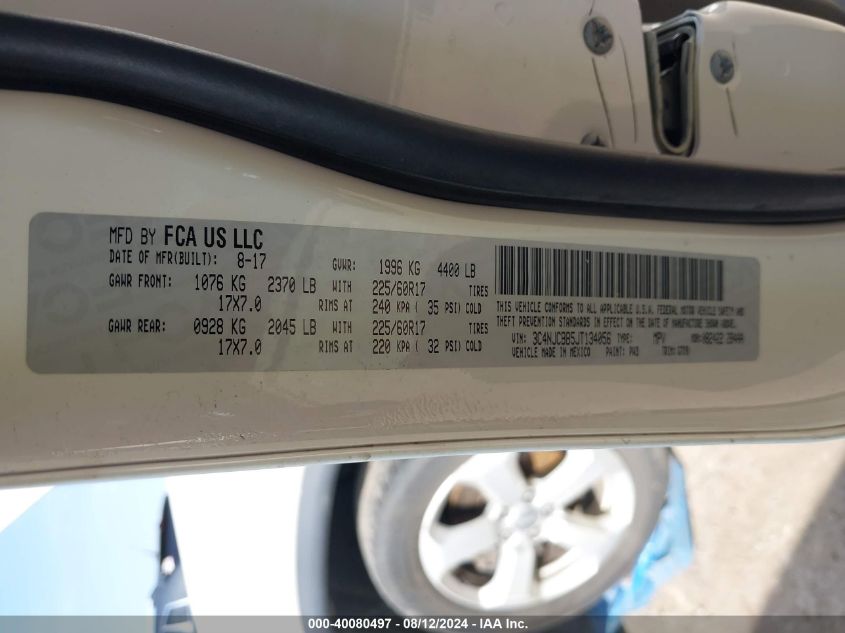 MFD BY FCA US LLC
DATE OF MFR(BUILT): 8-17 GVWR: 1996 KG 4400 LB
GAWR FRONT: 1076 KG 2370 LB WITH 225/60R17 TIRES
17X7.0 RIMS AT 240 KPA ( 35 PSI) COLD
GAWR REAR: 0928 KG 2045 LB WITH 225/60R17 TIRES
17X7.0 RIMS AT 220 KPA ( 32 PSI) COLD
THIS VEHICLE CONFORMS TO ALL APPLICABLE U.S.A. FEDERAL MOTOR VEHICLE SAFETY AND
THEFT PREVENTION STANDARDS IN EFFECT ON THE DATE OF MANUFACTURE SHOWN ABOVE.
VIN: 3C4NJCBB5JT134056 TYPE: MPV MDH:
VEHICLE MADE IN MEXICO PAINT: TRIM:
000-40080497 - 08/12/2024 - IAA Inc.